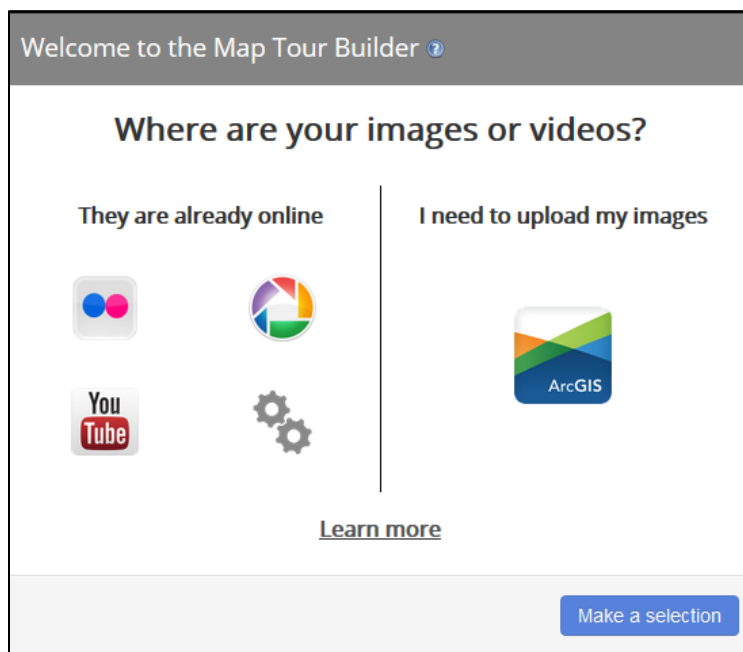 Welcome to the Map Tour Builder ?
Where are your images or videos?
They are already online
I need to upload my images
You
Tube
ArcGIS
Learn more
Make a selection